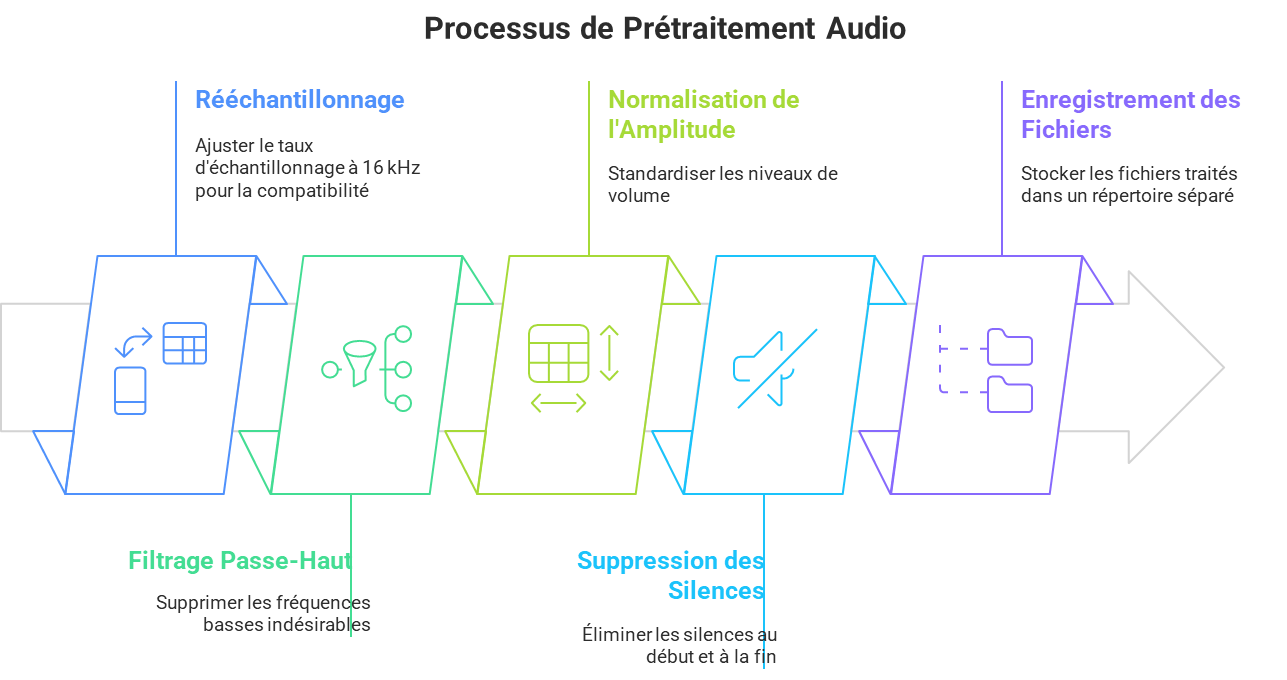 Processus de Prétraitement Audio
Rééchantillonnage
Ajuster le taux
d'échantillonnage à 16 kHz
pour la compatibilité
Normalisation de
l'Amplitude
Standardiser les niveaux de
volume
Enregistrement des
Fichiers
Stocker les fichiers traités
dans un répertoire séparé
Filtrage Passe-Haut
Supprimer les fréquences
basses indésirables
Suppression des
Silences
Éliminer les silences au
début et à la fin